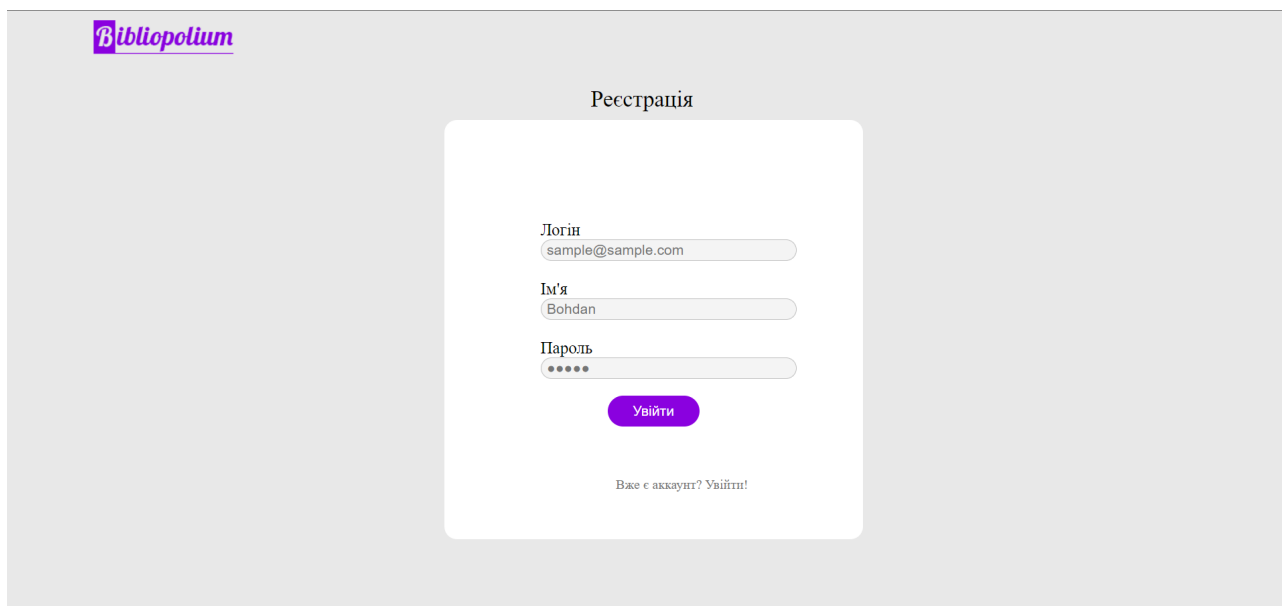 Bibliopolium
Реєстрація
Логін
sample@sample.com
Ім'я
Bohdan
Пароль
●●●●●
Увійти
Вже є аккаунт? Увійти!